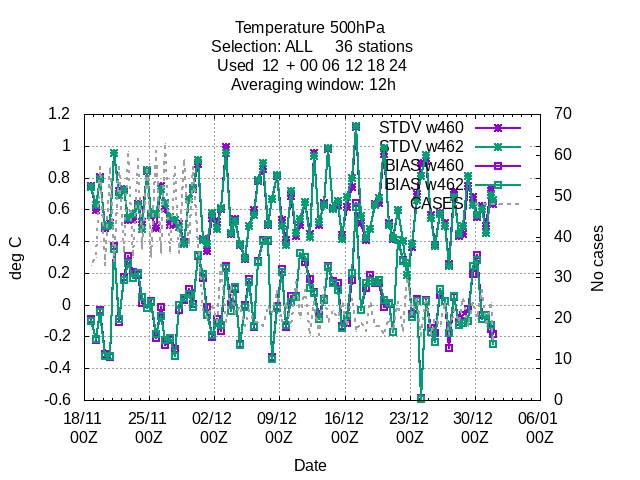 Temperature 500hPa
Selection: ALL 36 stations
Used 12 + 00 06 12 18 24
Averaging window: 12h
1.2
1
0.8
0.6
0.4
0.2
0
-0.2
-0.4
-0.6
deg C
STDV w460
STDV w462
BIAS w460
BIAS w462
CASES
70
60
50
40
30
20
10
0
No cases
18/11 25/11 02/12 09/12 16/12 23/12 30/12 06/01
00Z 00Z 00Z 00Z 00Z 00Z 00Z 00Z
Date